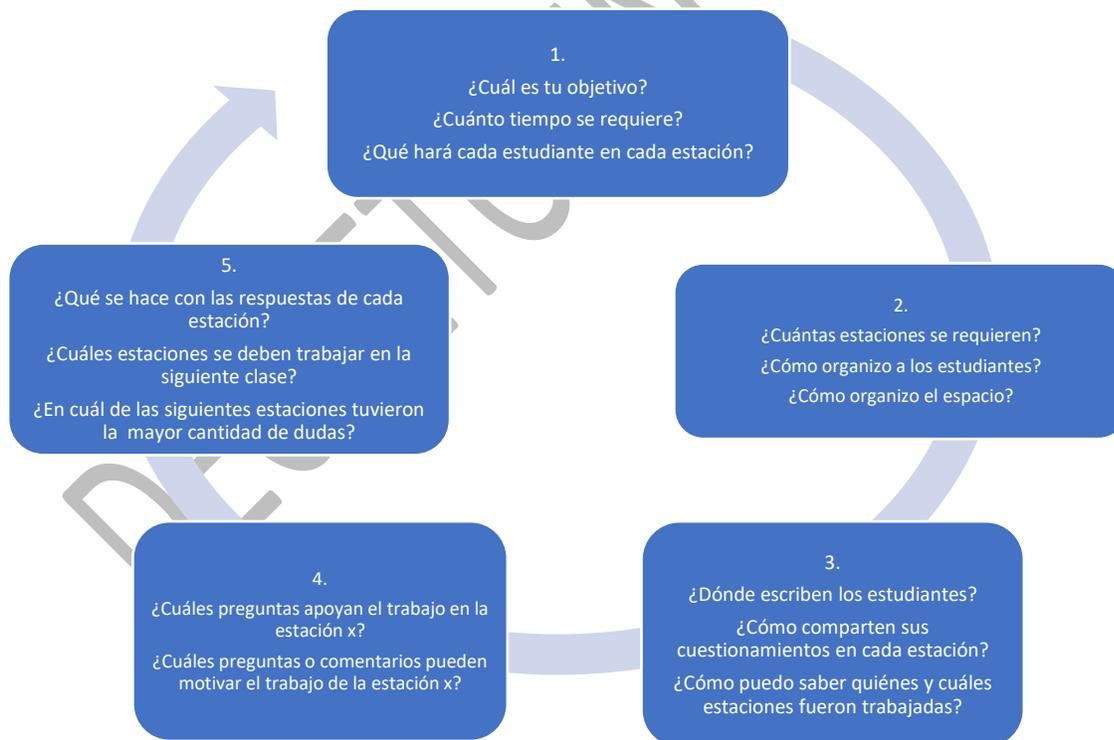 1.
¿Cuál es tu objetivo?
¿Cuánto tiempo se requiere?
¿Qué hará cada estudiante en cada estación?
2.
¿Cuántas estaciones se requieren?
¿Cómo organizo a los estudiantes?
¿Cómo organizo el espacio?
3.
¿Dónde escriben los estudiantes?
¿Cómo comparten sus
cuestionamientos en cada estación?
¿Cómo puedo saber quiénes y cuáles
estaciones fueron trabajadas?
4.
¿Cuáles preguntas apoyan el trabajo en la
estación x?
¿Cuáles preguntas o comentarios pueden
motivar el trabajo de la estación x?
5.
¿Qué se hace con las respuestas de cada
estación?
¿Cuáles estaciones se deben trabajar en la
siguiente clase?
¿En cuál de las siguientes estaciones tuvieron
la  mayor cantidad de dudas?